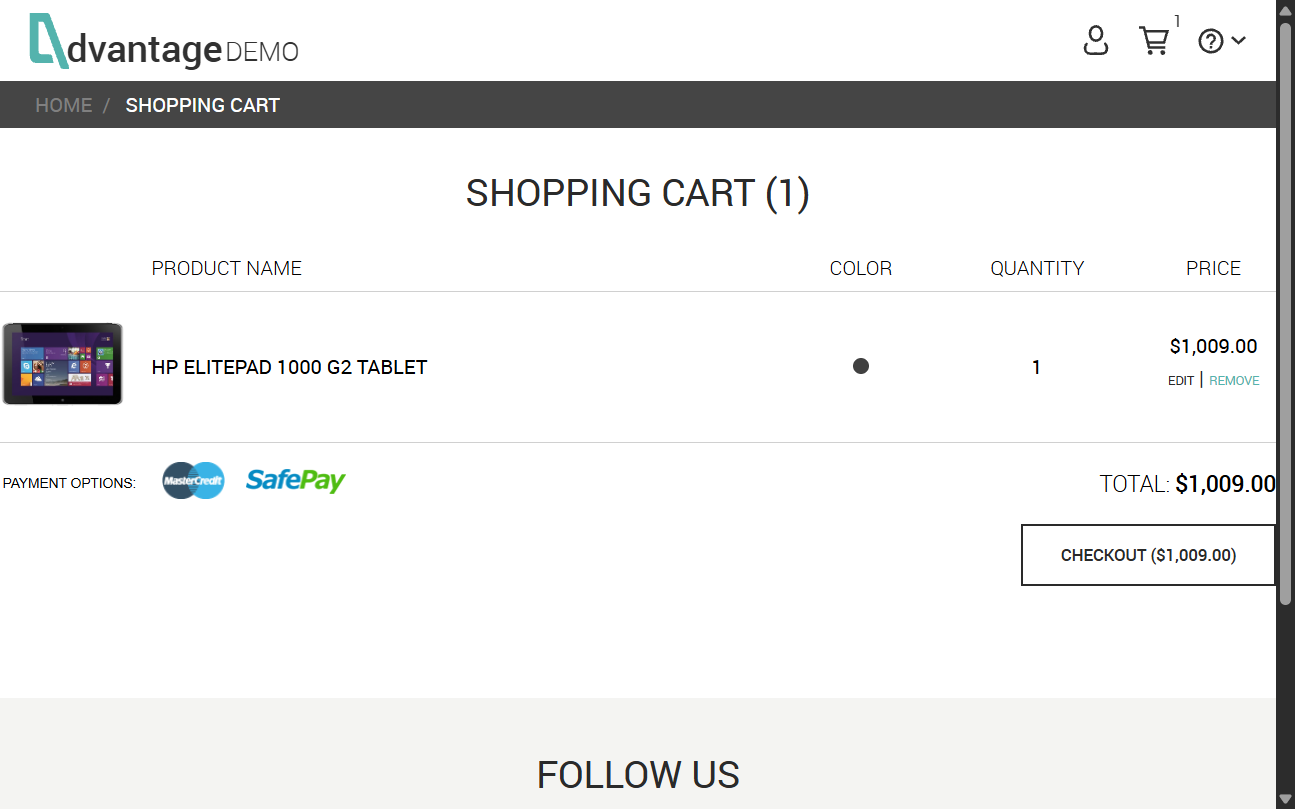 dvantage DEMO
1
HOME / SHOPPING CART
SHOPPING CART (1)
PRODUCT NAME COLOR QUANTITY PRICE
HP ELITEPAD 1000 G2 TABLET 1 $1,009.00
EDIT | REMOVE
PAYMENT OPTIONS: MasterCredit SafePay TOTAL: $1,009.00
CHECKOUT ($1,009.00)
FOLLOW US